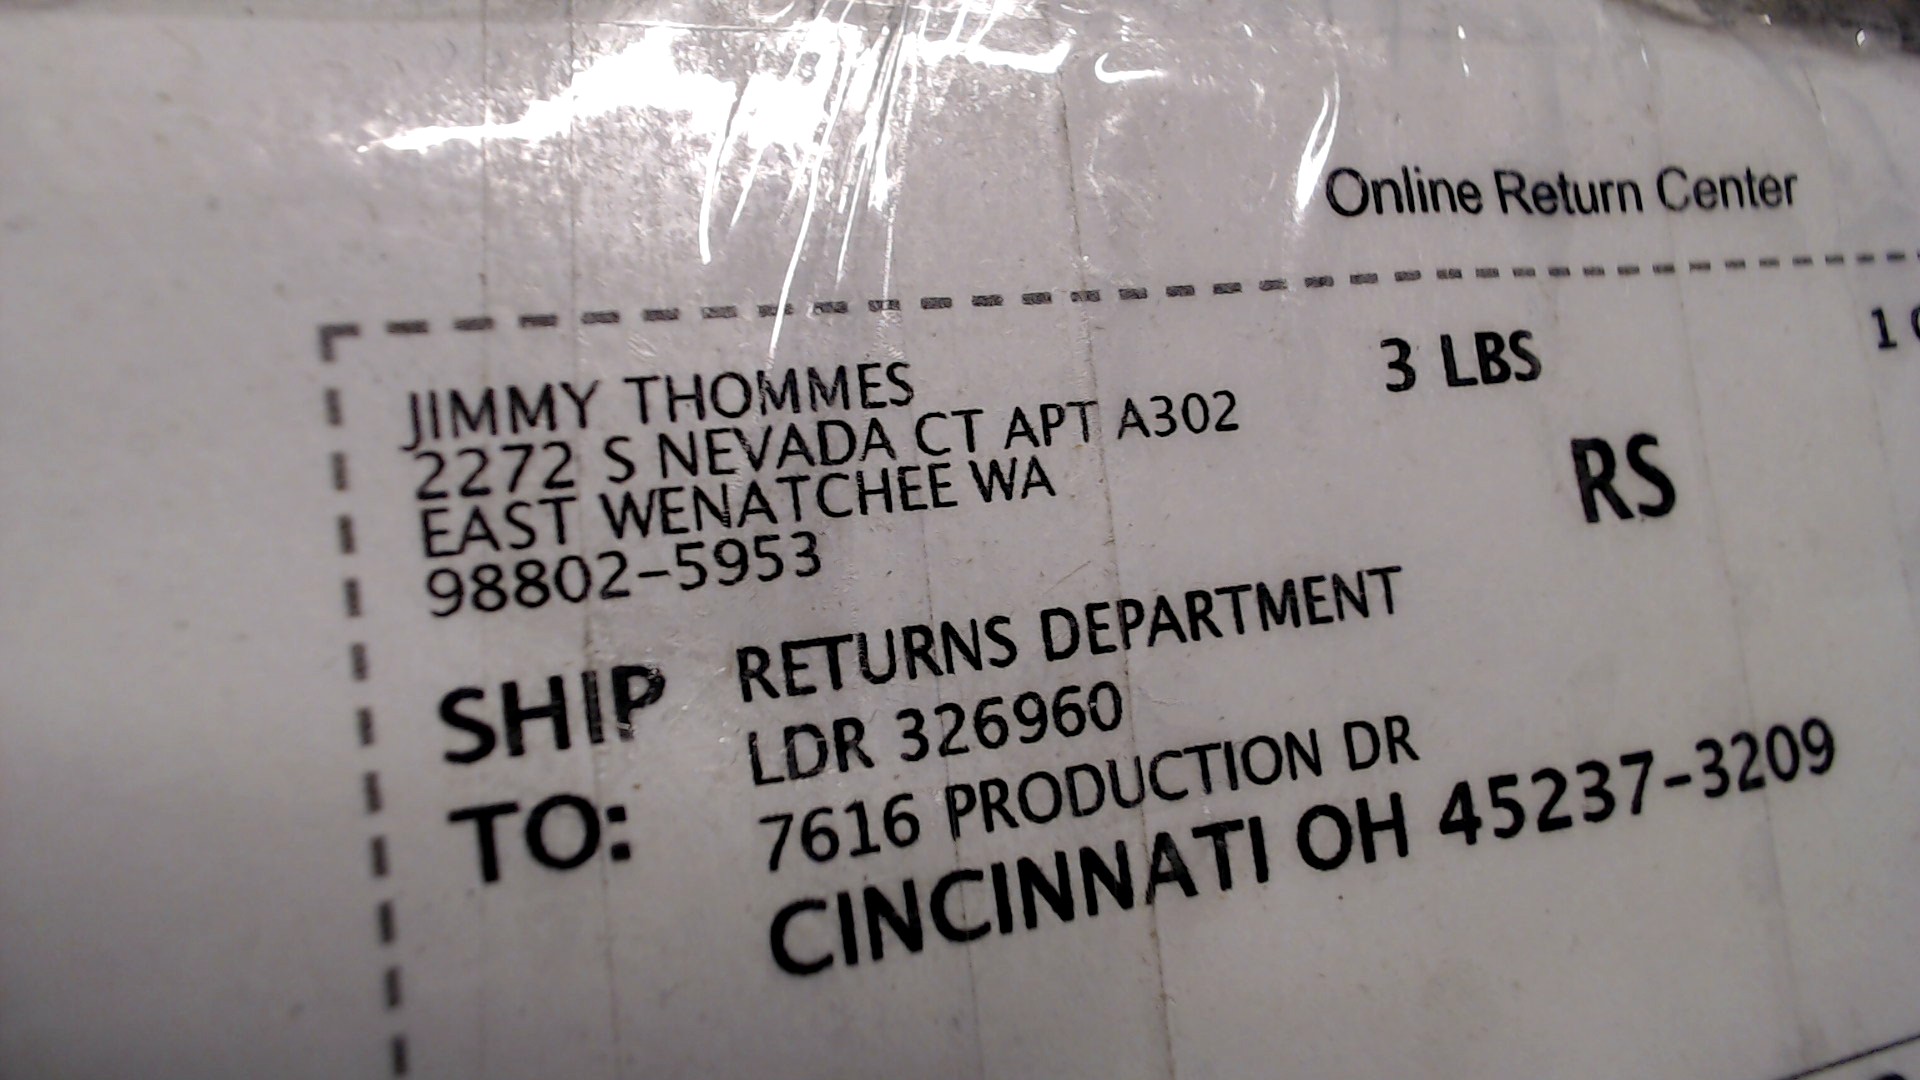 Online Return Center
JIMMY THOMMES
3 LBS
1
2272 S NEVADA CT APT A302
EAST WENATCHEE WA
98802-5953
RS
SHIP TO:
RETURNS DEPARTMENT
LDR 326960
7616 PRODUCTION DR
CINCINNATI OH 45237-3209